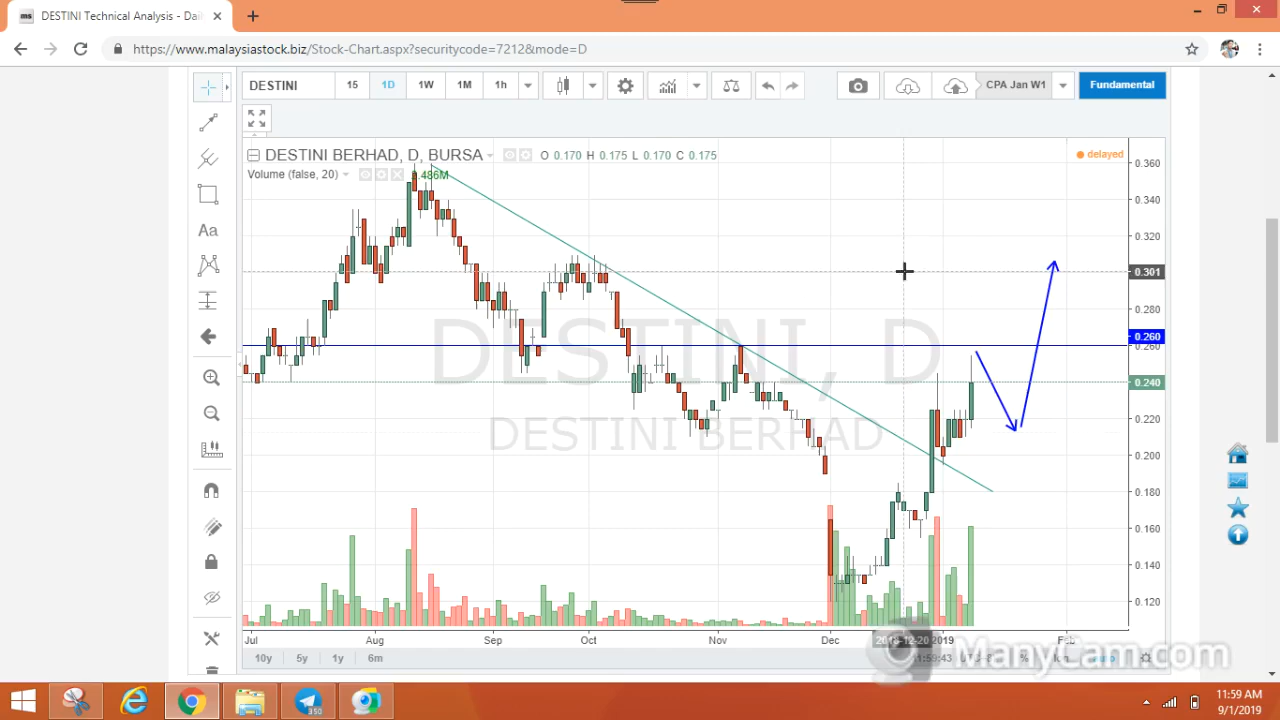 DESTINI Technical Analysis - Dai
https://www.malaysiastock.biz/Stock-Chart.aspx?securitycode=7212&mode=D
DESTINI 15 1D 1W 1M 1h CPA Jan W1 Fundamental
DESTINI BERHAD, D, BURSA O 0.170 H 0.175 L 0.170 C 0.175
delayed
Volume (false, 20)
Aa
DESTINI, D
DESTINI BERHAD
0.360
0.340
0.320
0.301
0.280
0.260
0.260
0.240
0.220
0.200
0.180
0.160
0.140
0.120
Jul Aug Sep Oct Nov Dec 2019 Feb
10y 5y 1y 6m
ManyCam.com
350
11:59 AM
9/1/2019